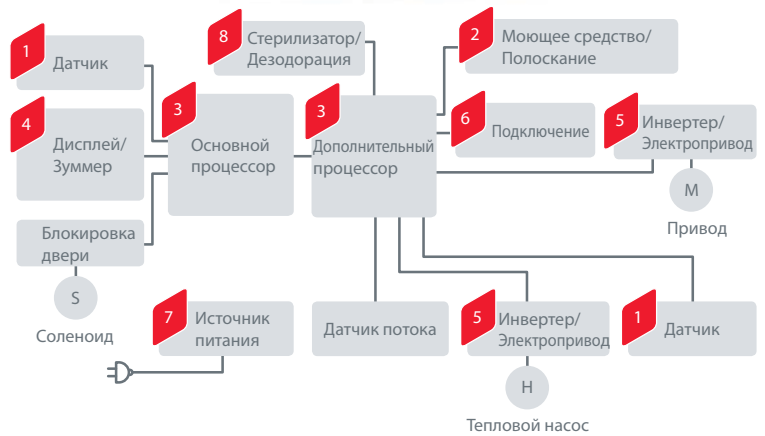 1
Датчик
8
Стерилизатор/
Дезодорация
2
Моющее средство/
Полоскание
4
Дисплей/
Зуммер
3
Основной
процессор
3
Дополнительный
процессор
6
Подключение
5
Инвертер/
Электропривод
M
Привод
Блокировка
двери
S
Соленоид
7
Источник
питания
Датчик потока
5
Инвертер/
Электропривод
H
Тепловой насос
1
Датчик